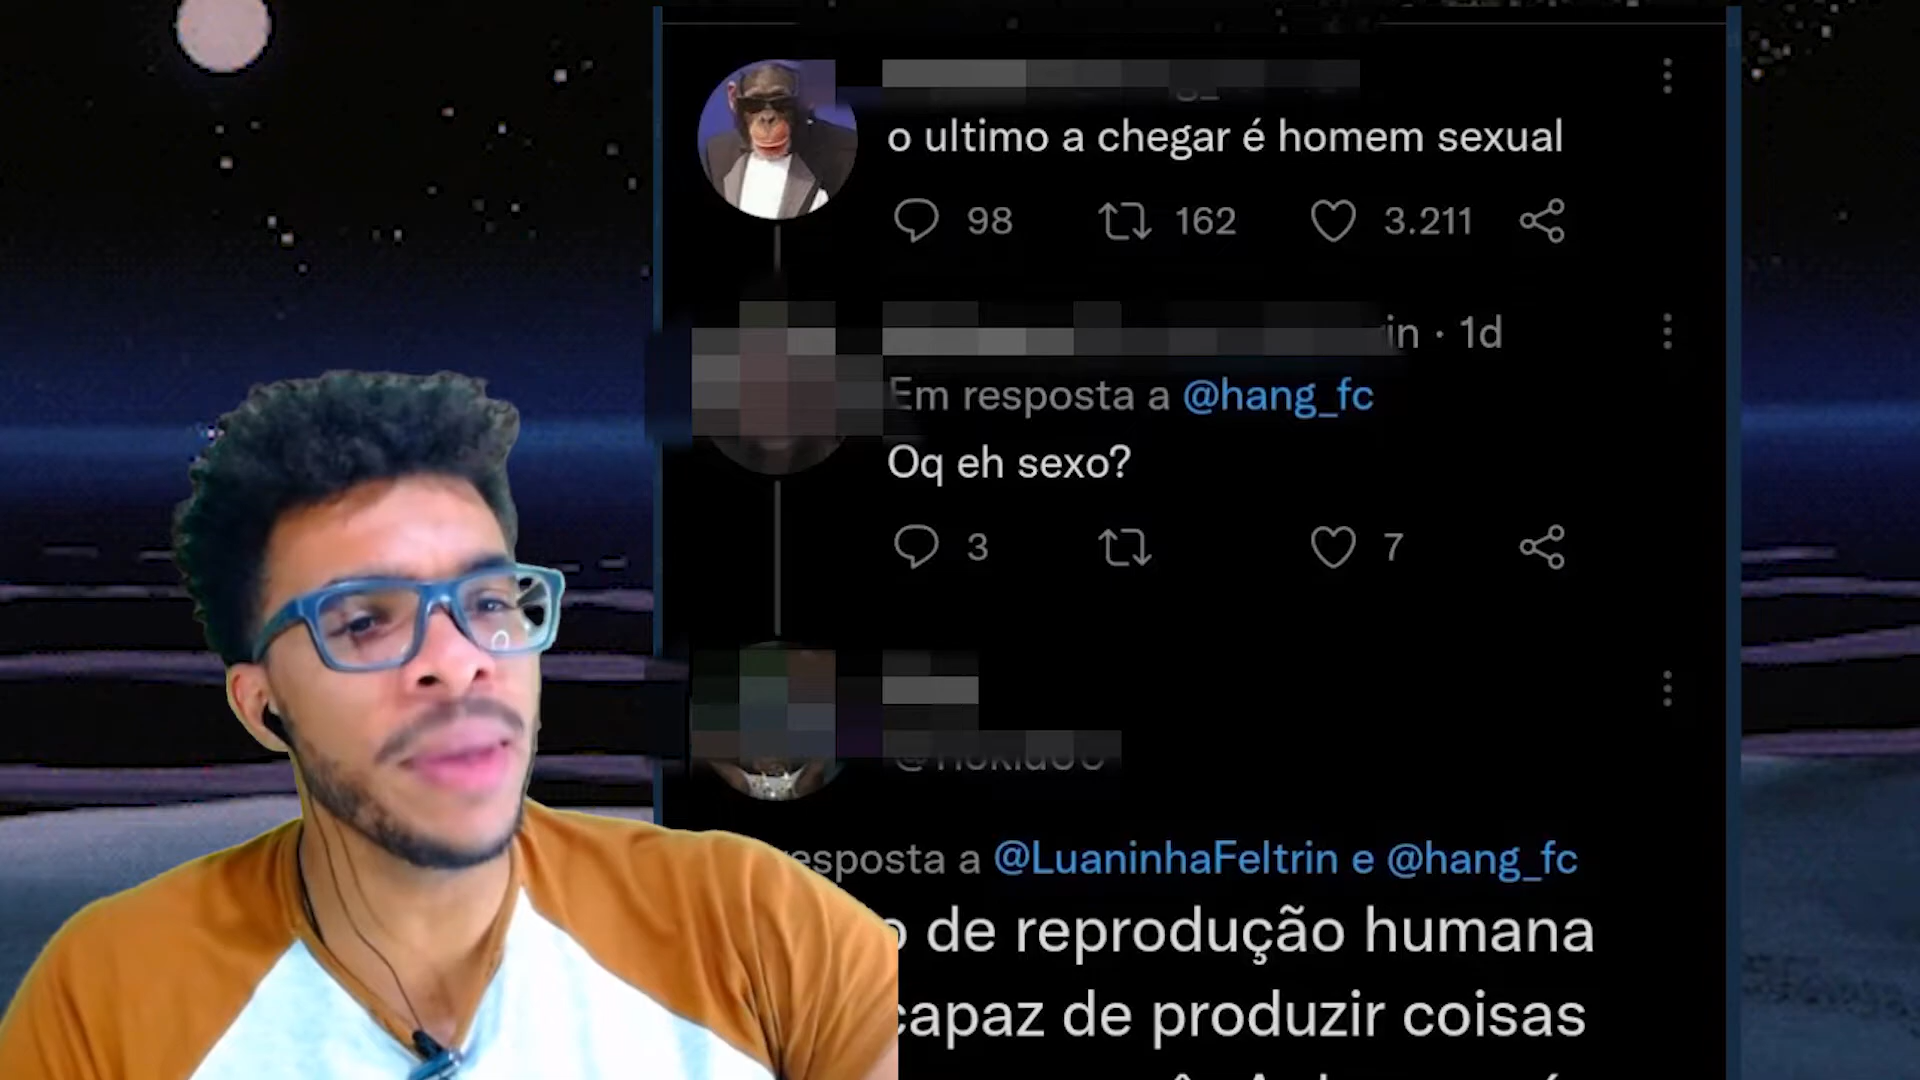 o ultimo a chegar é homem sexual
98 162 3.211
in · 1d
Em resposta a @hang_fc
Oq eh sexo?
3 7
a @LuaninhaFeltrin e @hang_fc
de reprodução humana
capaz de produzir coisas